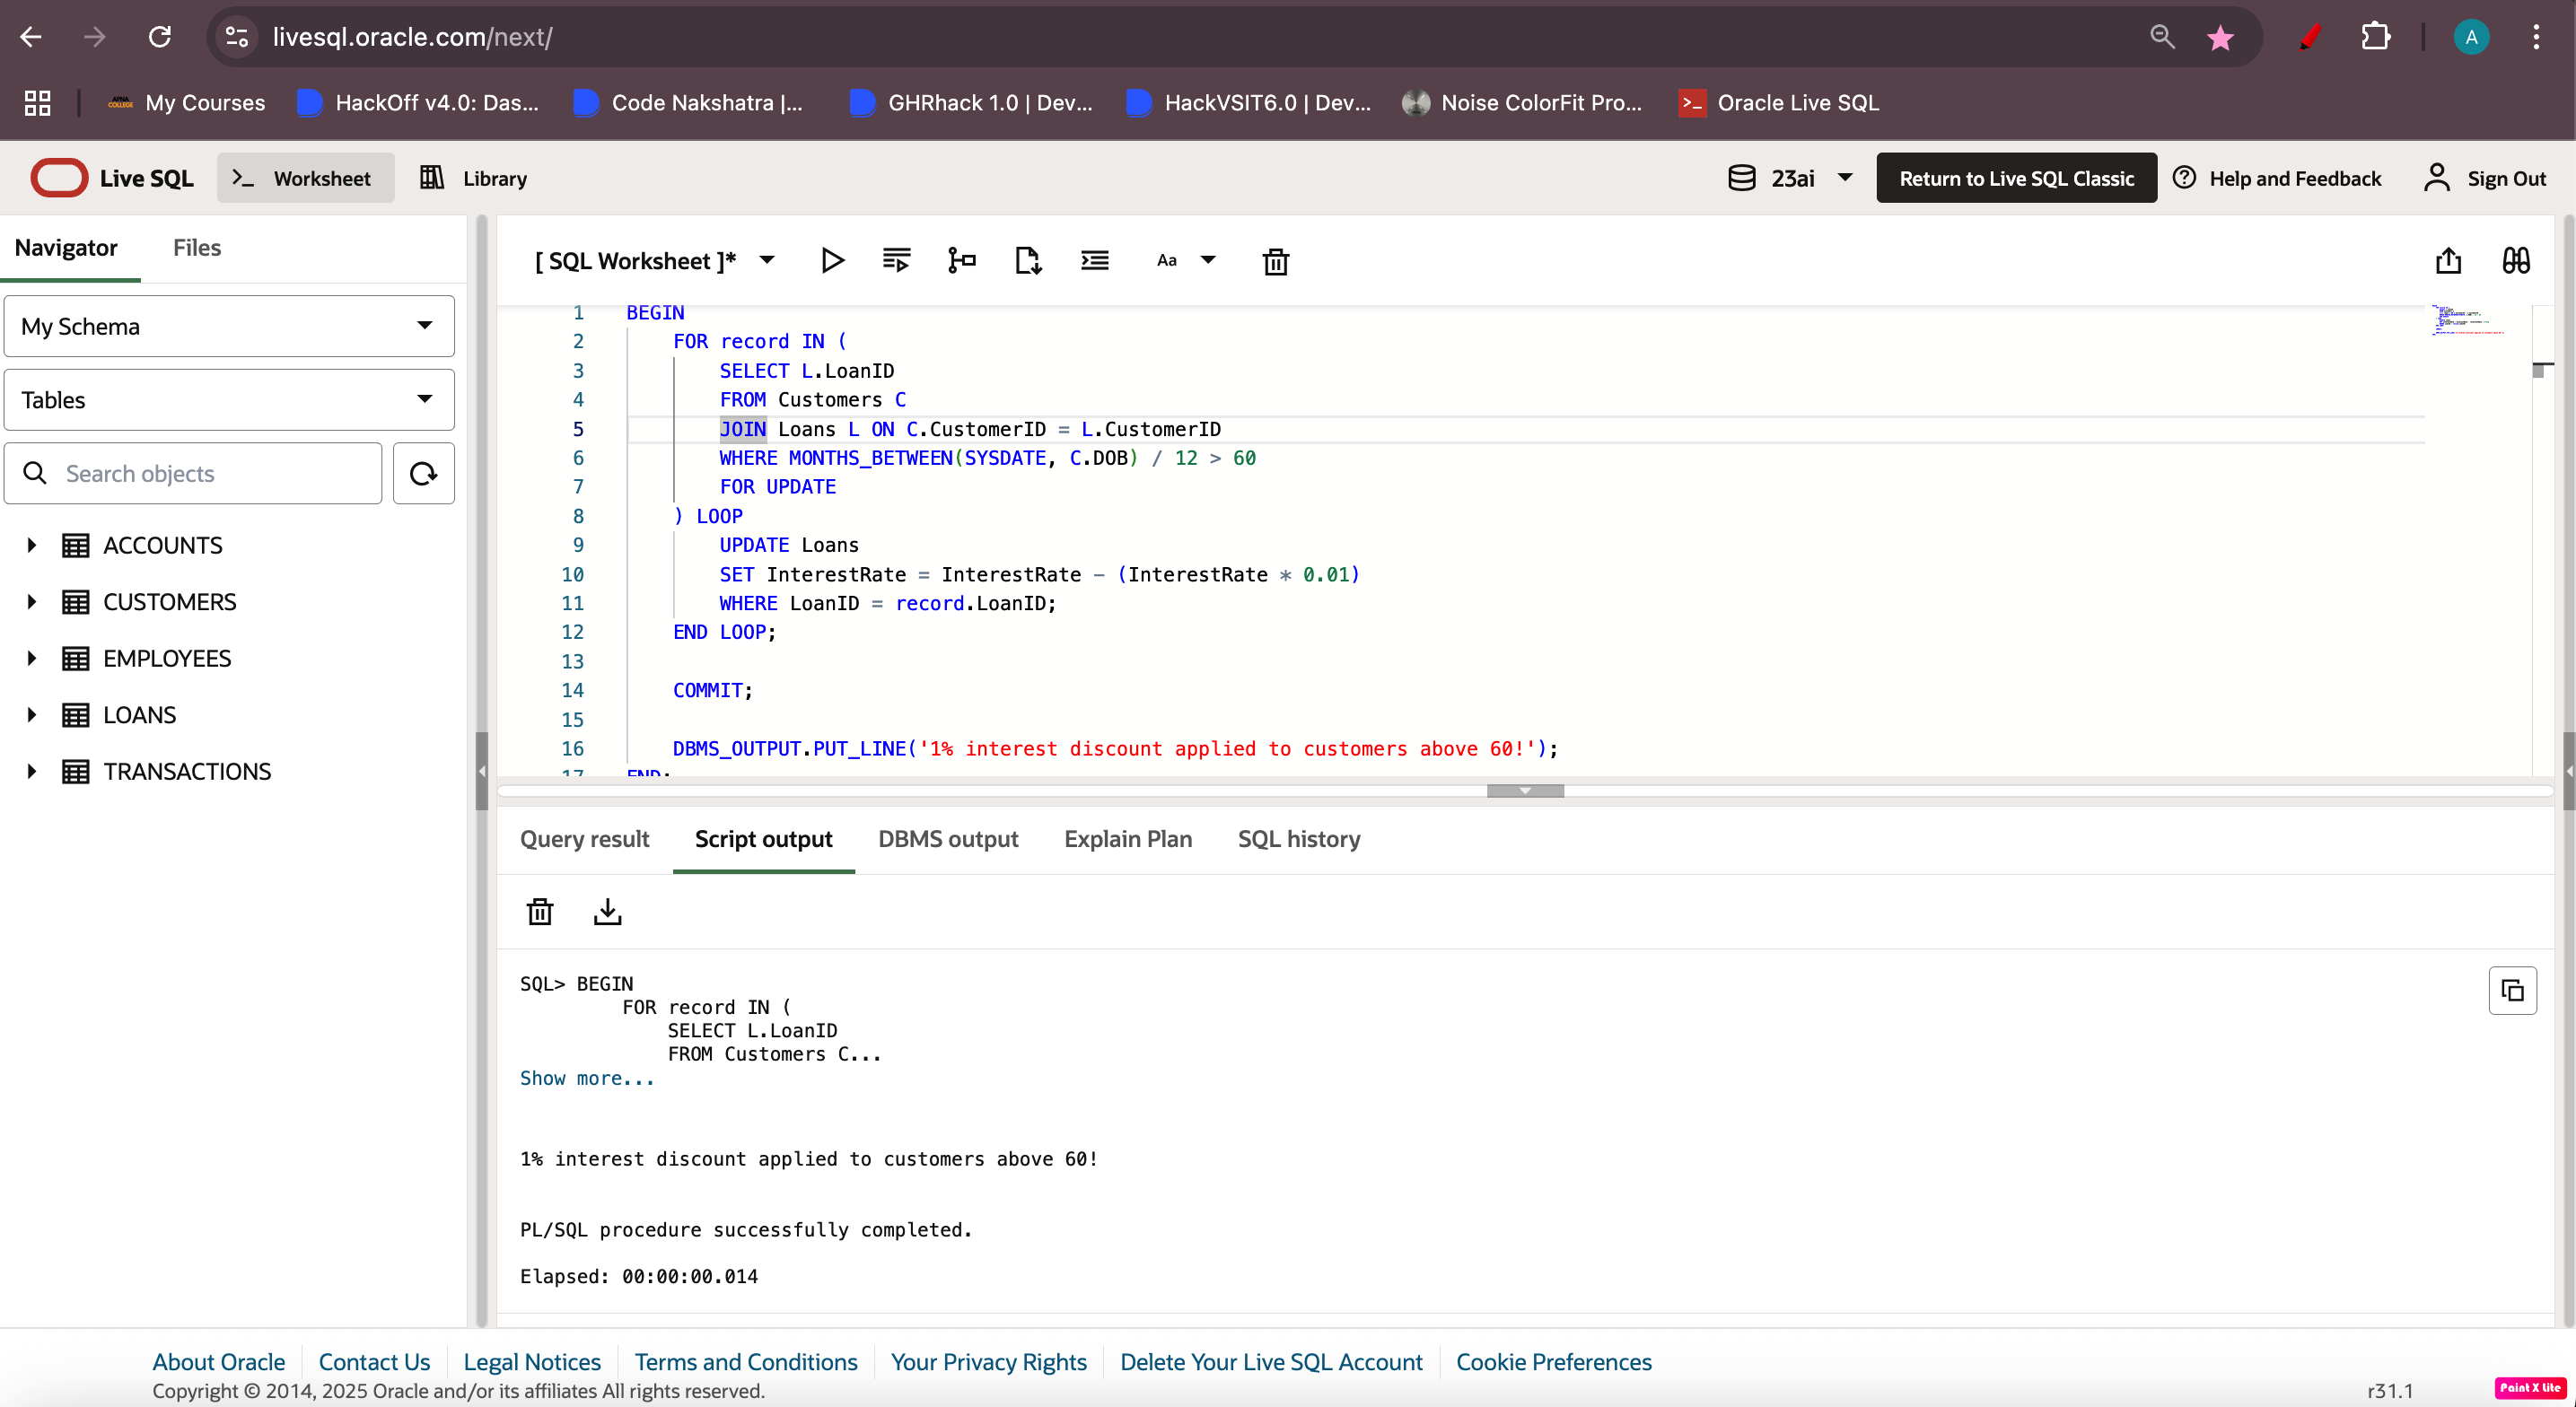 livesql.oracle.com/next/
A
My Courses
HackOff v4.0: Das...
Code Nakshatra |...
GHRhack 1.0 | Dev...
HackVSIT6.0 | Dev...
Noise ColorFit Pro...
Oracle Live SQL
Live SQL
Worksheet
Library
23ai
Return to Live SQL Classic
Help and Feedback
Sign Out
Navigator
Files
My Schema
Tables
Search objects
ACCOUNTS
CUSTOMERS
EMPLOYEES
LOANS
TRANSACTIONS
[ SQL Worksheet ]*
Aa
1 BEGIN
2 FOR record IN (
3 SELECT L.LoanID
4 FROM Customers C
5 JOIN Loans L ON C.CustomerID = L.CustomerID
6 WHERE MONTHS_BETWEEN(SYSDATE, C.DOB) / 12 > 60
7 FOR UPDATE
8 ) LOOP
9 UPDATE Loans
10 SET InterestRate = InterestRate - (InterestRate * 0.01)
11 WHERE LoanID = record.LoanID;
12 END LOOP;
13
14 COMMIT;
15
16 DBMS_OUTPUT.PUT_LINE('1% interest discount applied to customers above 60!');
17 END;
Query result
Script output
DBMS output
Explain Plan
SQL history
SQL> BEGIN
FOR record IN (
SELECT L.LoanID
FROM Customers C...
Show more...
1% interest discount applied to customers above 60!
PL/SQL procedure successfully completed.
Elapsed: 00:00:00.014
About Oracle
Contact Us
Legal Notices
Terms and Conditions
Your Privacy Rights
Delete Your Live SQL Account
Cookie Preferences
Copyright © 2014, 2025 Oracle and/or its affiliates All rights reserved.
r31.1
Paint X Lite